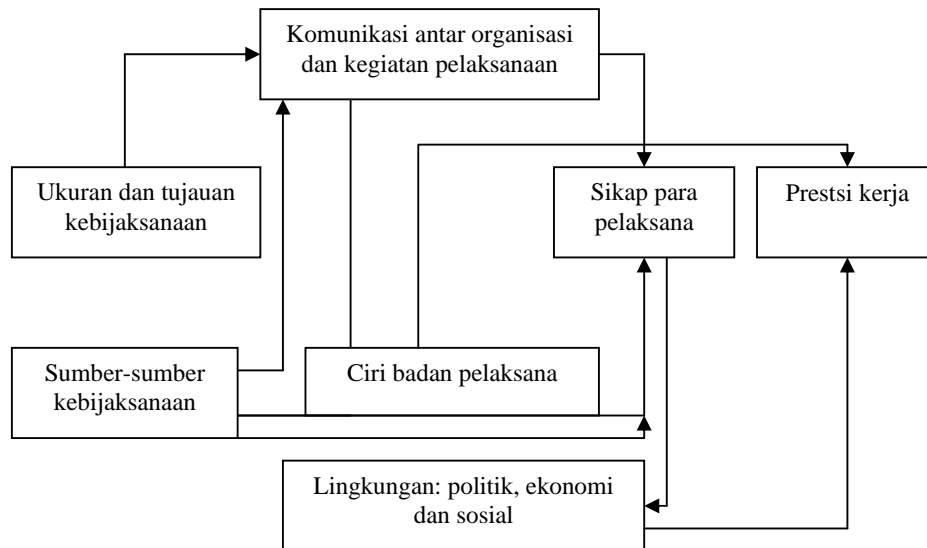 Komunikasi antar organisasi
dan kegiatan pelaksanaan
Ukuran dan tujauan
kebijaksanaan
Sikap para
pelaksana
Prestsi kerja
Sumber-sumber
kebijaksanaan
Ciri badan pelaksana
Lingkungan: politik, ekonomi
dan sosial